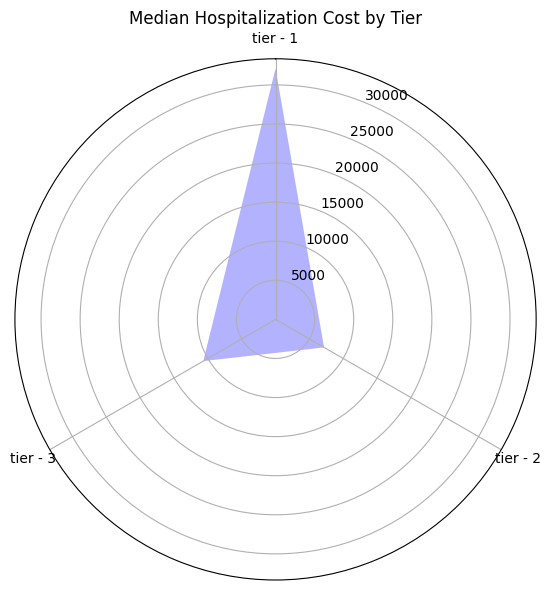 Median Hospitalization Cost by Tier
tier - 1
30000
25000
20000
15000
10000
5000
tier - 3
tier - 2